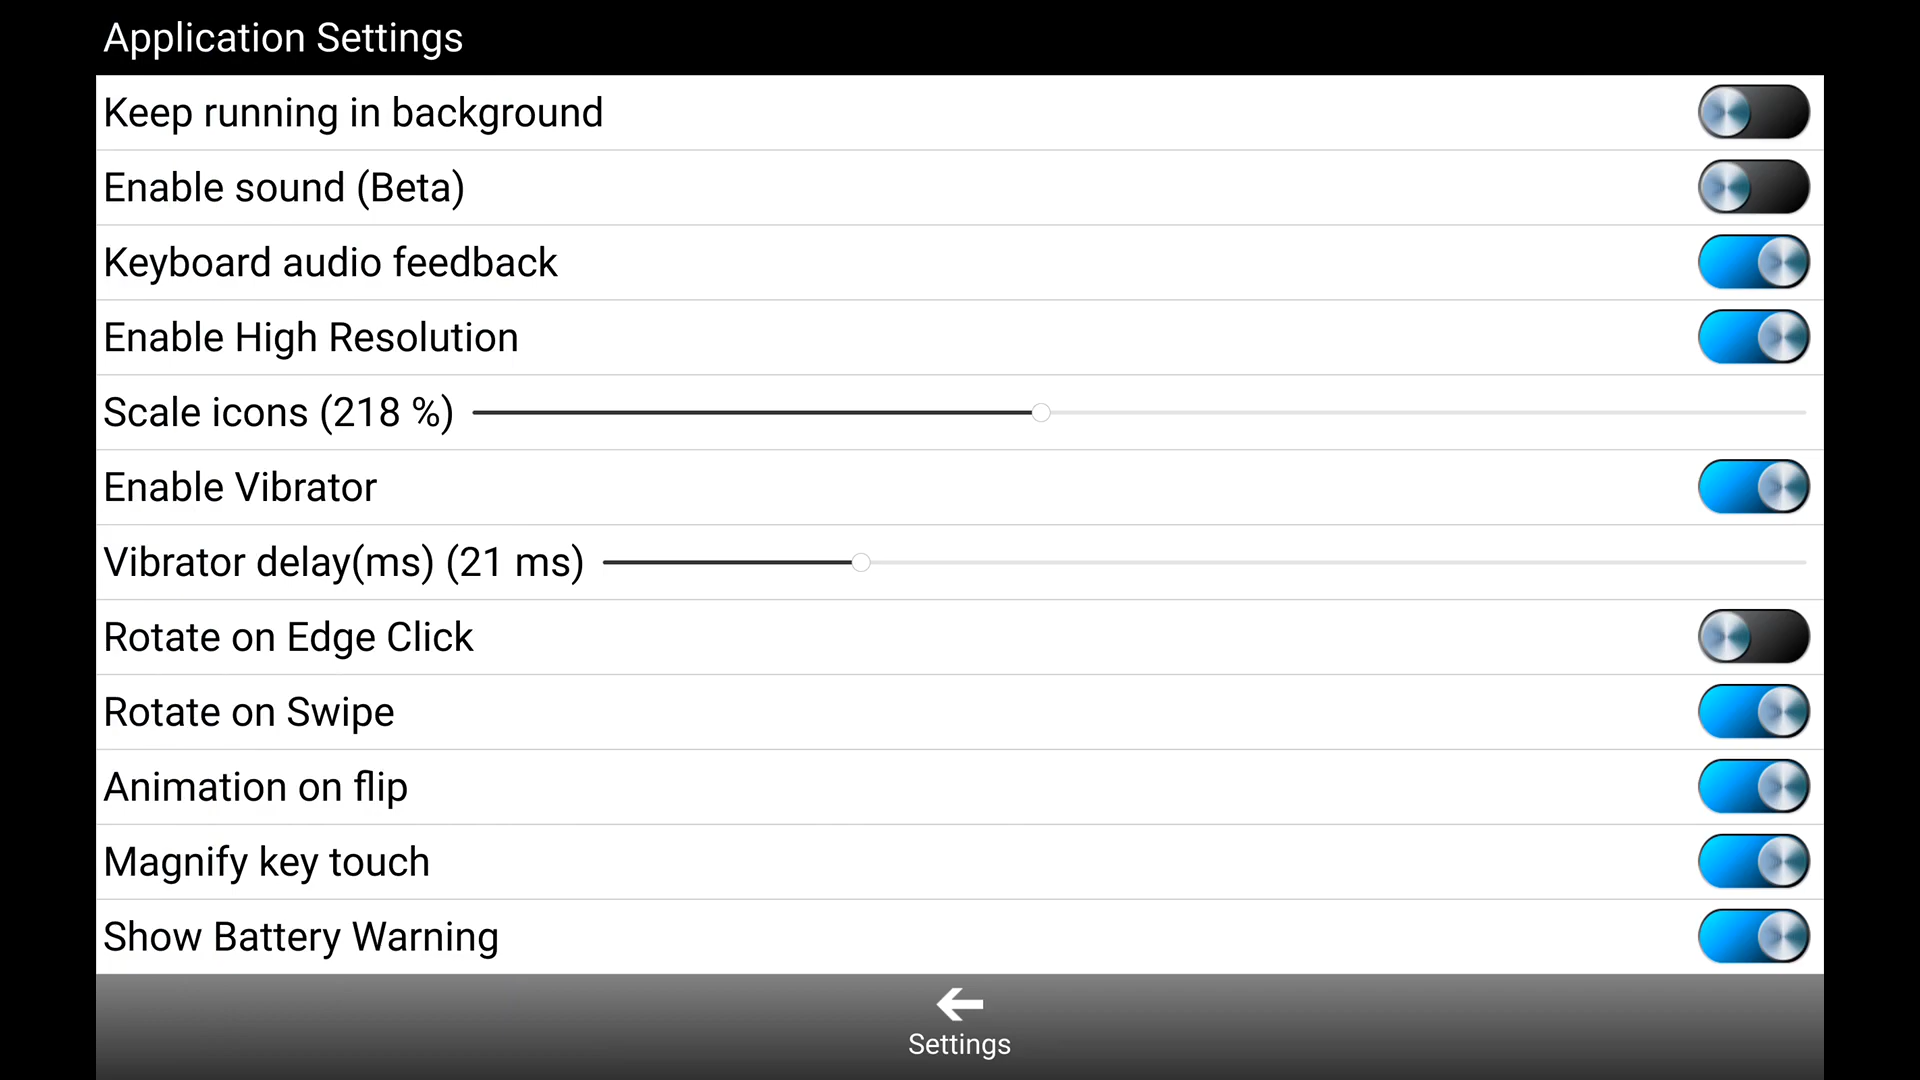 Application Settings
Keep running in background
Enable sound (Beta)
Keyboard audio feedback
Enable High Resolution
Scale icons (218 %)
Enable Vibrator
Vibrator delay(ms) (21 ms)
Rotate on Edge Click
Rotate on Swipe
Animation on flip
Magnify key touch
Show Battery Warning
Settings